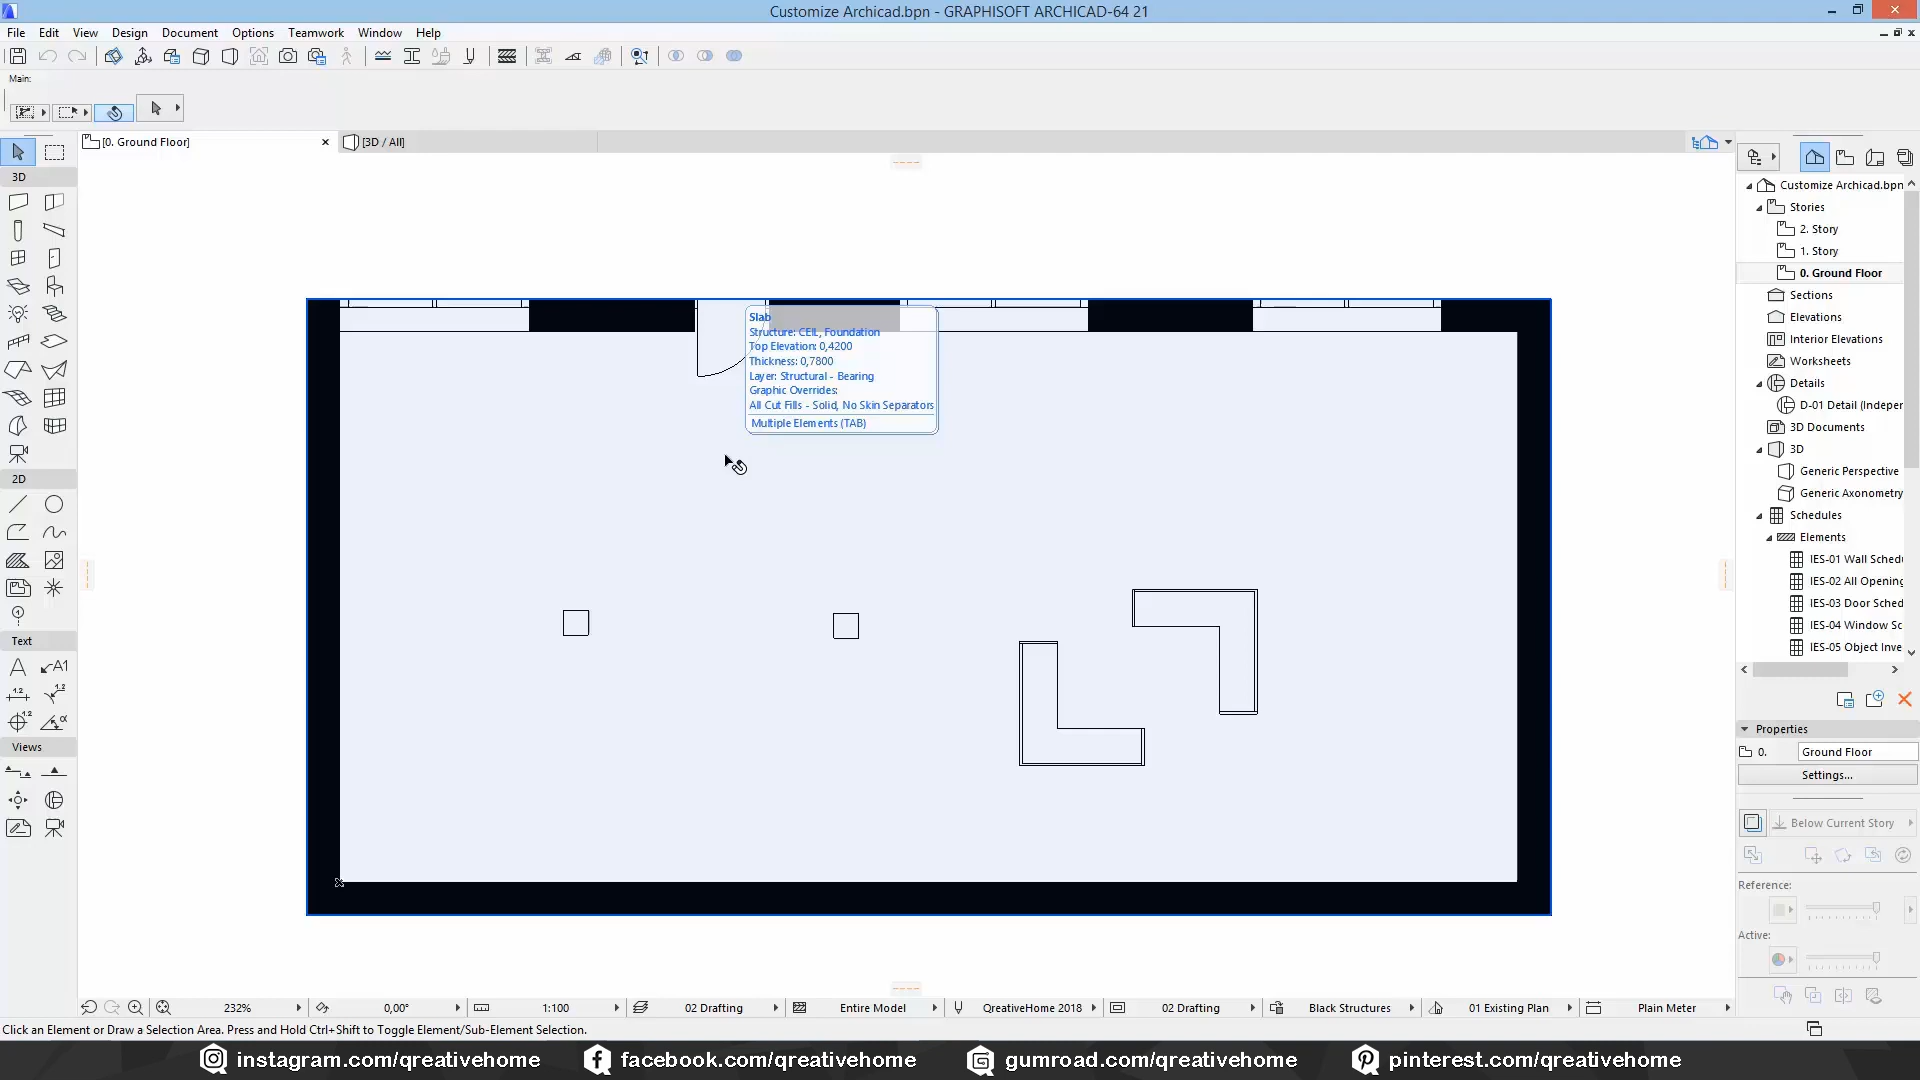 Customize Archicad.bpn - GRAPHISOFT ARCHICAD-64 21
File Edit View Design Document Options Teamwork Window Help
Main:
[0. Ground Floor]
[3D / All]
3D
2D
Text
A1
1.2
1.2
1.2
Views
Slab
Structure: CEIL, Foundation
Top Elevation: 0,4200
Thickness: 0,7800
Layer: Structural - Bearing
Graphic Overrides:
All Cut Fills - Solid, No Skin Separators
Multiple Elements (TAB)
Customize Archicad.bpn
Stories
2. Story
1. Story
0. Ground Floor
Sections
Elevations
Interior Elevations
Worksheets
Details
D-01 Detail (Indeper
3D Documents
3D
Generic Perspective
Generic Axonometry
Schedules
Elements
IES-01 Wall Sched
IES-02 All Opening
IES-03 Door Sched
IES-04 Window Sc
IES-05 Object Inve
Properties
0. Ground Floor
Settings...
Below Current Story
Reference:
Active:
232% 0,00° 1:100 02 Drafting Entire Model QreativeHome 2018 02 Drafting Black Structures 01 Existing Plan Plain Meter
Click an Element or Draw a Selection Area. Press and Hold Ctrl+Shift to Toggle Element/Sub-Element Selection.
instagram.com/qreativehome facebook.com/qreativehome gumroad.com/qreativehome pinterest.com/qreativehome